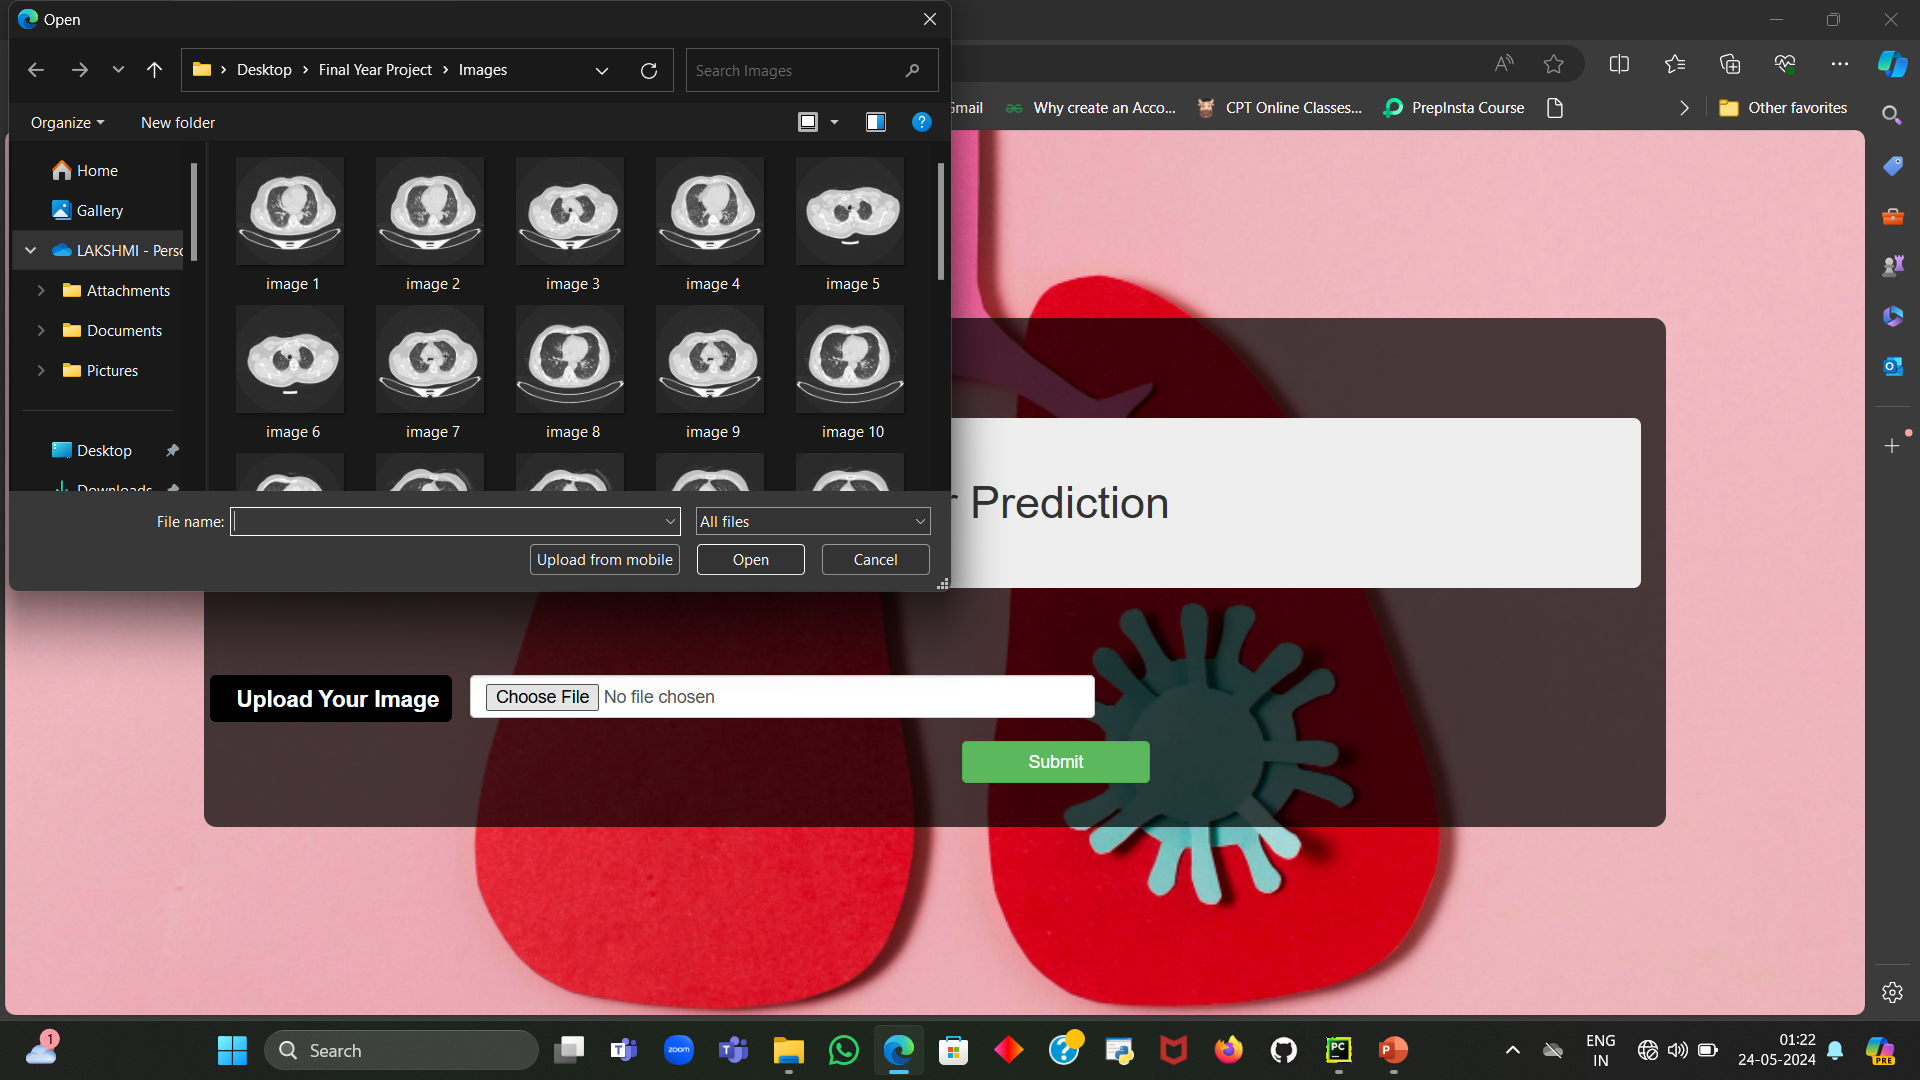 Open
Desktop > Final Year Project > Images
Search Images
Organize
New folder
Gmail
Why create an Acco...
CPT Online Classes...
PrepInsta Course
Other favorites
Home
Gallery
LAKSHMI - Perso
Attachments
Documents
Pictures
Desktop
Downloads
image 1
image 2
image 3
image 4
image 5
image 6
image 7
image 8
image 9
image 10
File name:
All files
Upload from mobile
Open
Cancel
r Prediction
Upload Your Image
Choose File No file chosen
Submit
1
Search
zoom
PC
P
ENG
IN
01:22
24-05-2024
PRE